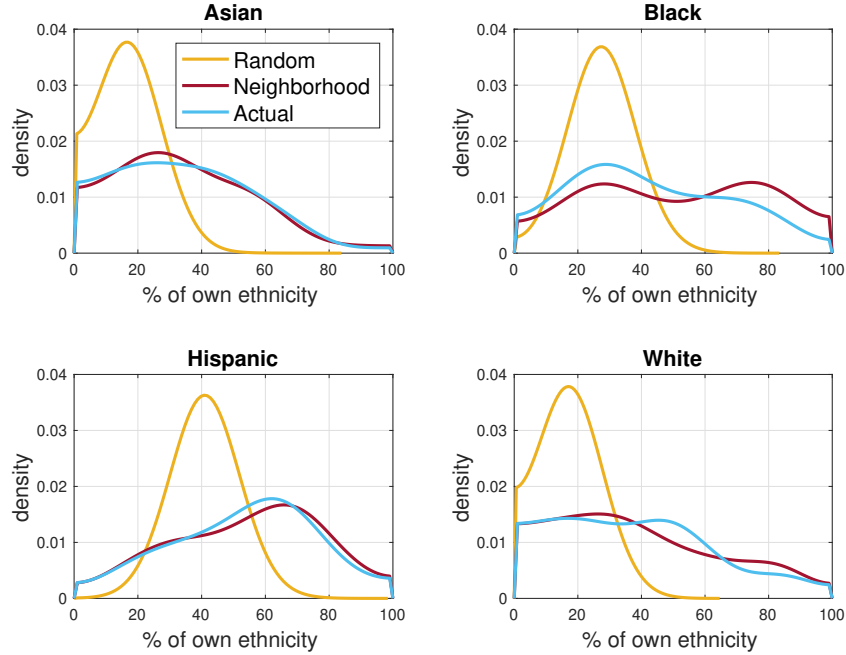 Asian
0.04
0.03
0.02
0.01
0
density
Random
Neighborhood
Actual
0 20 40 60 80 100
% of own ethnicity
Black
0.04
0.03
0.02
0.01
0
density
0 20 40 60 80 100
% of own ethnicity
Hispanic
0.04
0.03
0.02
0.01
0
density
0 20 40 60 80 100
% of own ethnicity
White
0.04
0.03
0.02
0.01
0
density
0 20 40 60 80 100
% of own ethnicity